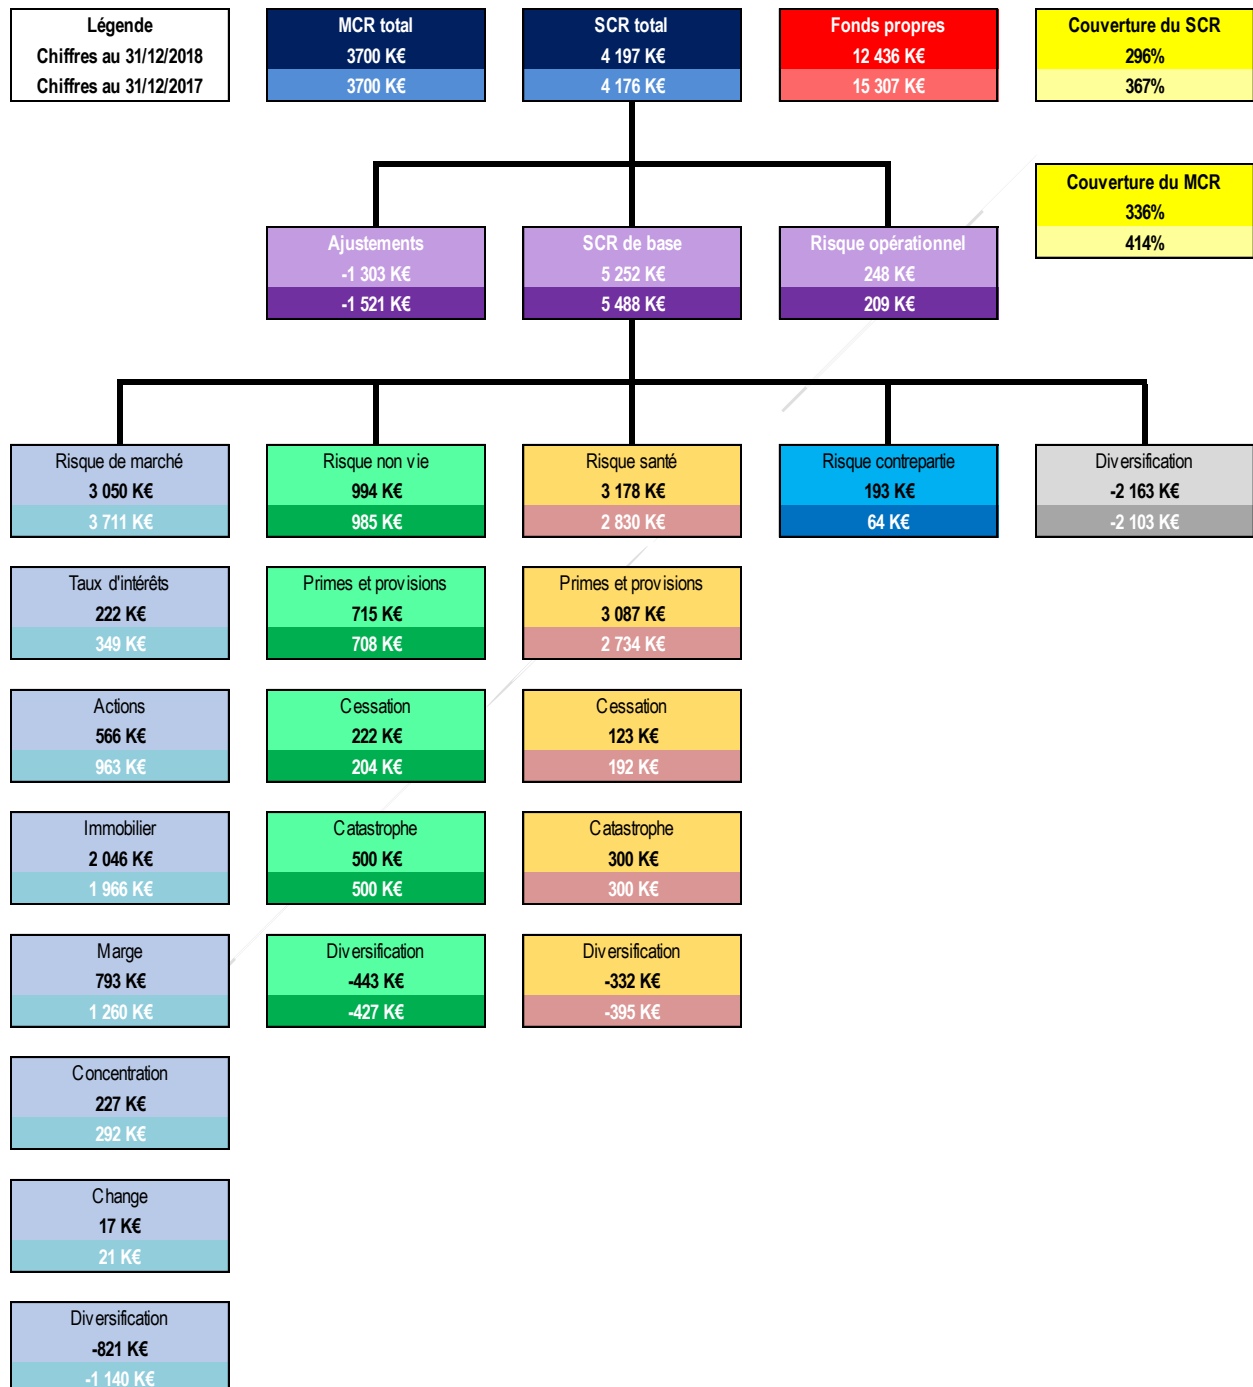 Légende
Chiffres au 31/12/2018
Chiffres au 31/12/2017
MCR total
3700 K€
3700 K€
SCR total
4 197 K€
4 176 K€
Fonds propres
12 436 K€
15 307 K€
Couverture du SCR
296%
367%
Couverture du MCR
336%
414%
Ajustements
-1 303 K€
-1 521 K€
SCR de base
5 252 K€
5 488 K€
Risque opérationnel
248 K€
209 K€
Risque de marché
3 050 K€
3 711 K€
Risque non vie
994 K€
985 K€
Risque santé
3 178 K€
2 830 K€
Risque contrepartie
193 K€
64 K€
Diversification
-2 163 K€
-2 103 K€
Taux d'intérêts
222 K€
349 K€
Primes et provisions
715 K€
708 K€
Primes et provisions
3 087 K€
2 734 K€
Actions
566 K€
963 K€
Cessation
222 K€
204 K€
Cessation
123 K€
192 K€
Immobilier
2 046 K€
1 966 K€
Catastrophe
500 K€
500 K€
Catastrophe
300 K€
300 K€
Marge
793 K€
1 260 K€
Diversification
-443 K€
-427 K€
Diversification
-332 K€
-395 K€
Concentration
227 K€
292 K€
Change
17 K€
21 K€
Diversification
-821 K€
-1 140 K€